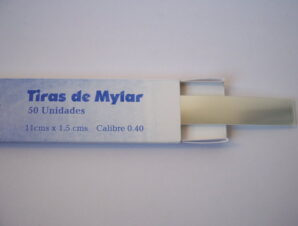 Tiras de Mylar
50 Unidades
11cms x 1.5 cms. Calibre 0.40